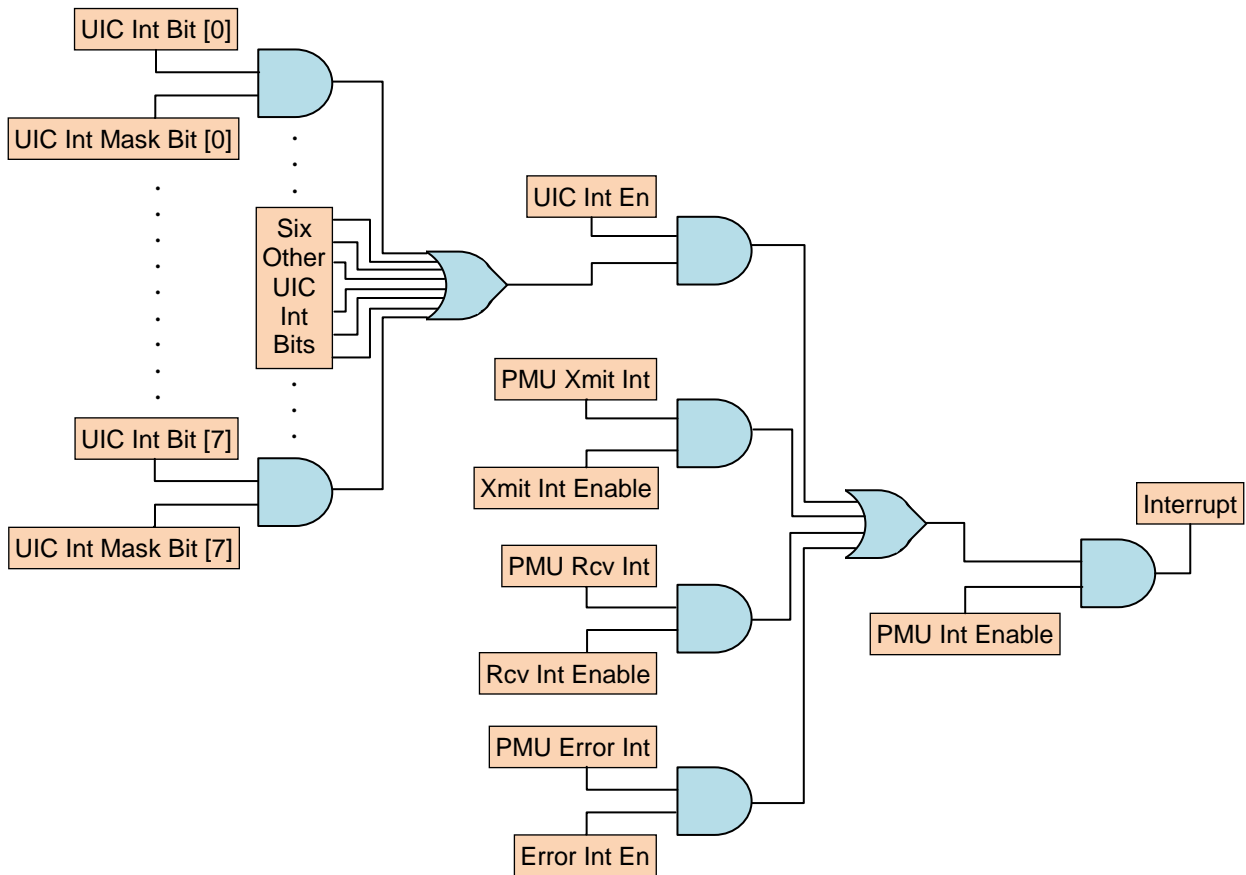 UIC Int Bit [0]
UIC Int Mask Bit [0]
Six
Other
UIC
Int
Bits
UIC Int Bit [7]
UIC Int Mask Bit [7]
UIC Int En
PMU Xmit Int
Xmit Int Enable
PMU Rcv Int
Rcv Int Enable
PMU Error Int
Error Int En
Interrupt
PMU Int Enable